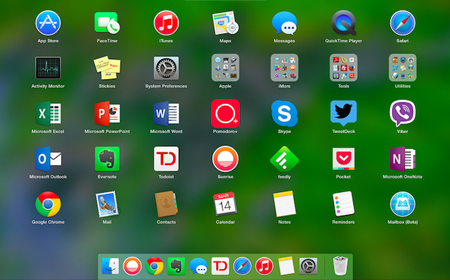 App Store FaceTime iTunes Maps Messages QuickTime Player Safari
Activity Monitor Stickies System Preferences Apple iMore Tools Utilities
Microsoft Excel Microsoft PowerPoint Microsoft Word Pomodoro+ Skype TweetDeck Viber
Microsoft Outlook Evernote Todoist Sunrise feedly Pocket Microsoft OneNote
Google Chrome Mail Contacts Calendar Notes Reminders Mailbox (Beta)